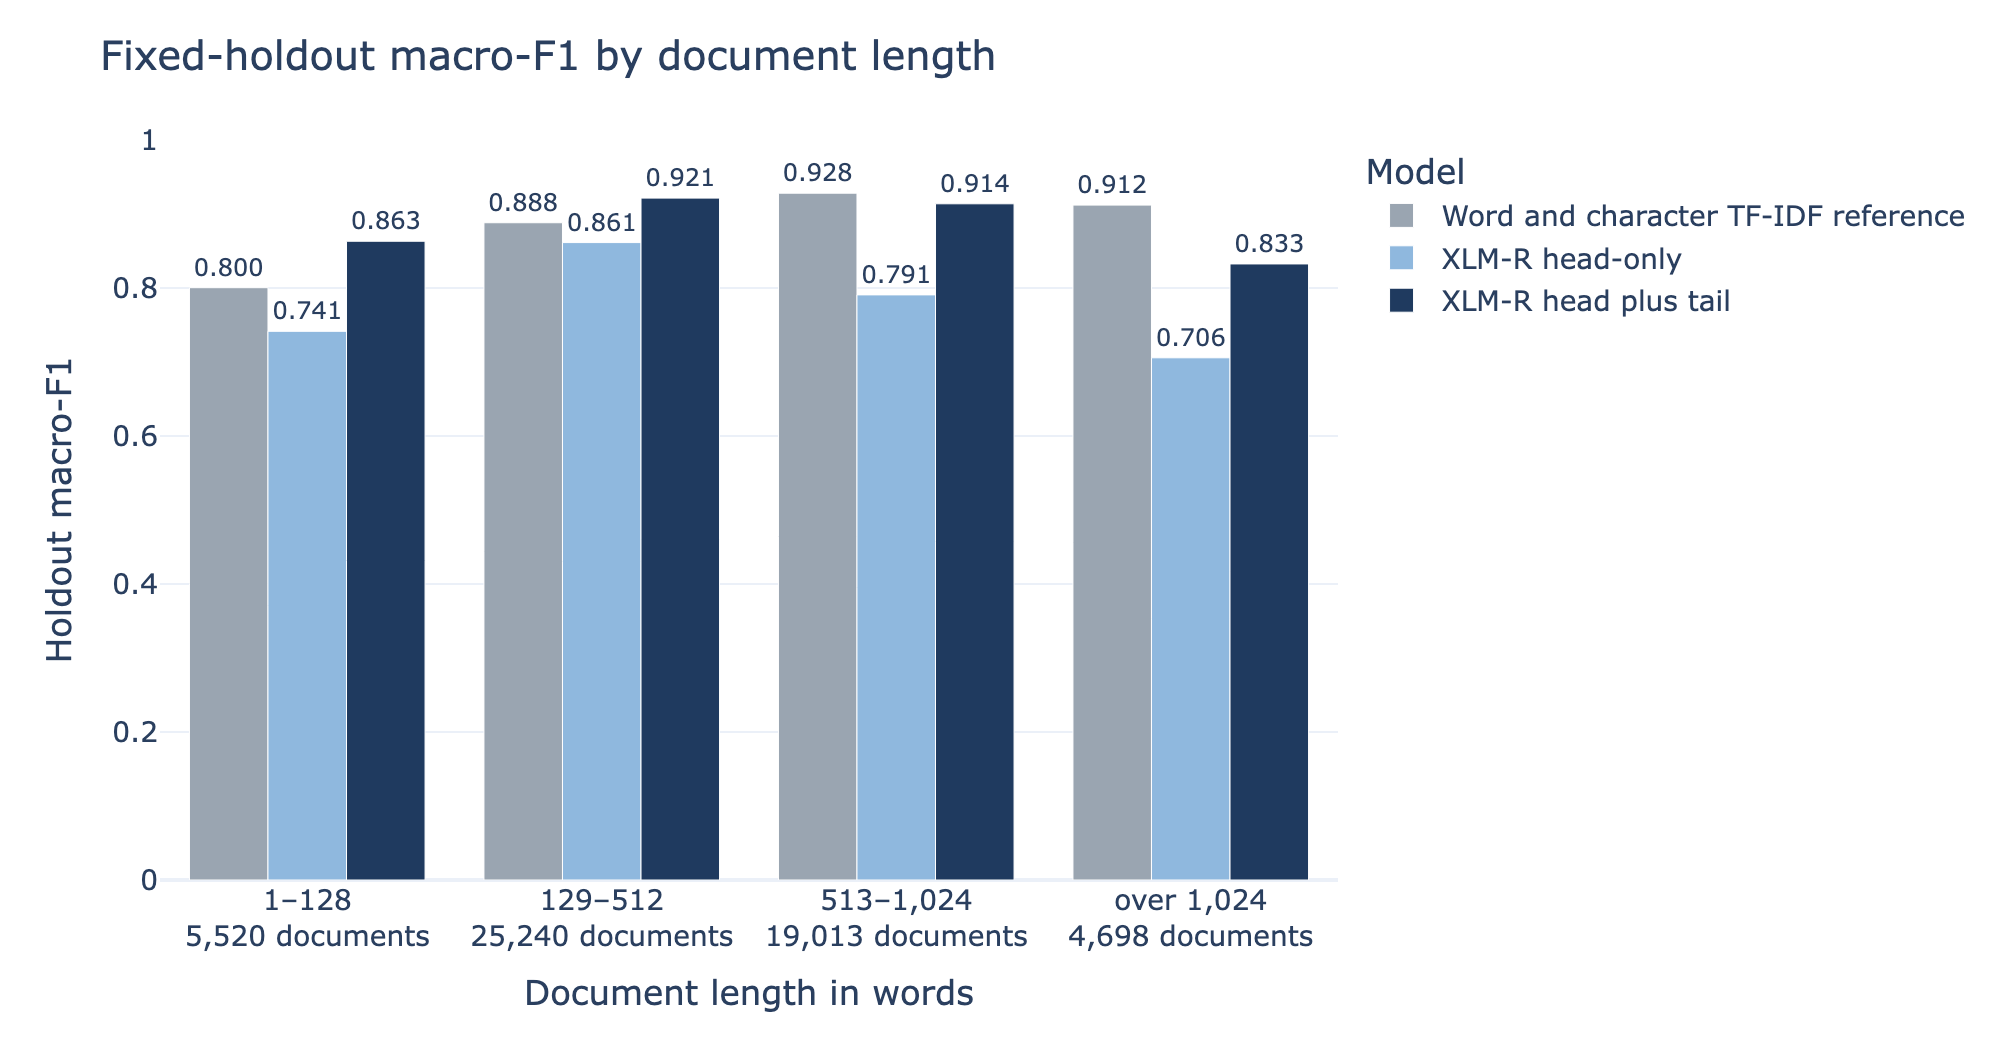 Fixed-holdout macro-F1 by document length
Holdout macro-F1
1
0.8
0.6
0.4
0.2
0
0.800
0.741
0.863
0.888
0.861
0.921
0.928
0.791
0.914
0.912
0.706
0.833
1–128
5,520 documents
129–512
25,240 documents
513–1,024
19,013 documents
over 1,024
4,698 documents
Document length in words
Model
Word and character TF-IDF reference
XLM-R head-only
XLM-R head plus tail